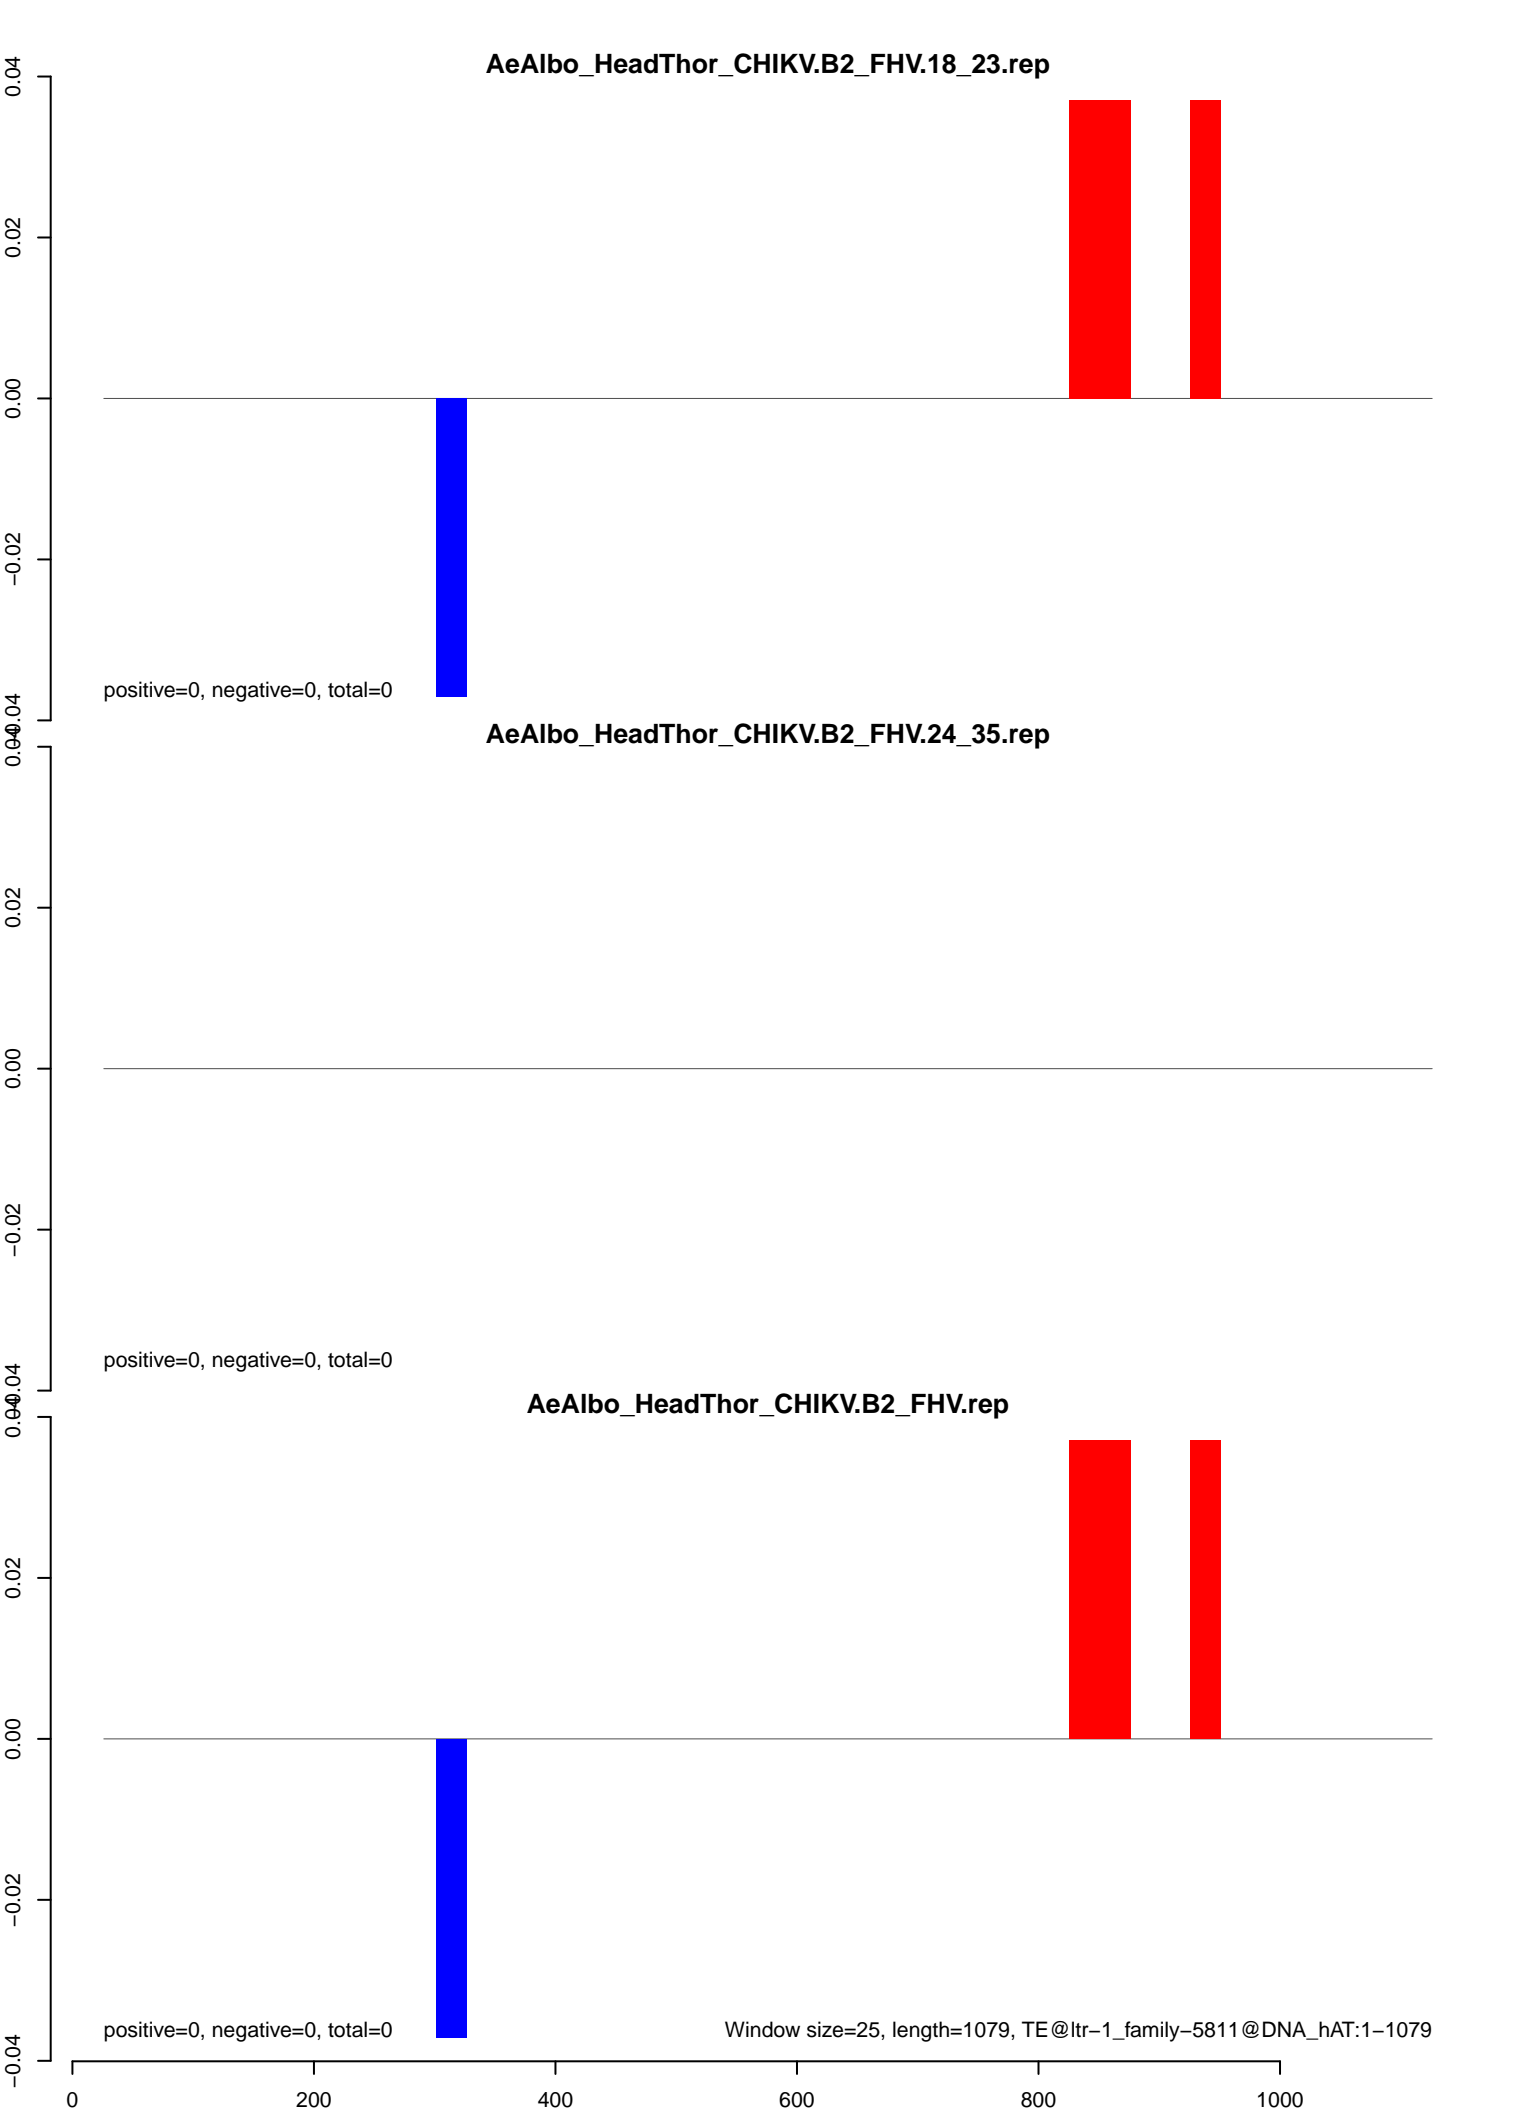 AeAlbo_HeadThor_CHIKV.B2_FHV.18_23.rep
0.04
0.02
0.00
−0.02
−0.04
positive=0, negative=0, total=0
AeAlbo_HeadThor_CHIKV.B2_FHV.24_35.rep
0.04
0.02
0.00
−0.02
−0.04
positive=0, negative=0, total=0
AeAlbo_HeadThor_CHIKV.B2_FHV.rep
0.04
0.02
0.00
−0.02
−0.04
positive=0, negative=0, total=0
Window size=25, length=1079, TE@ltr−1_family−5811@DNA_hAT:1−1079
0 200 400 600 800 1000